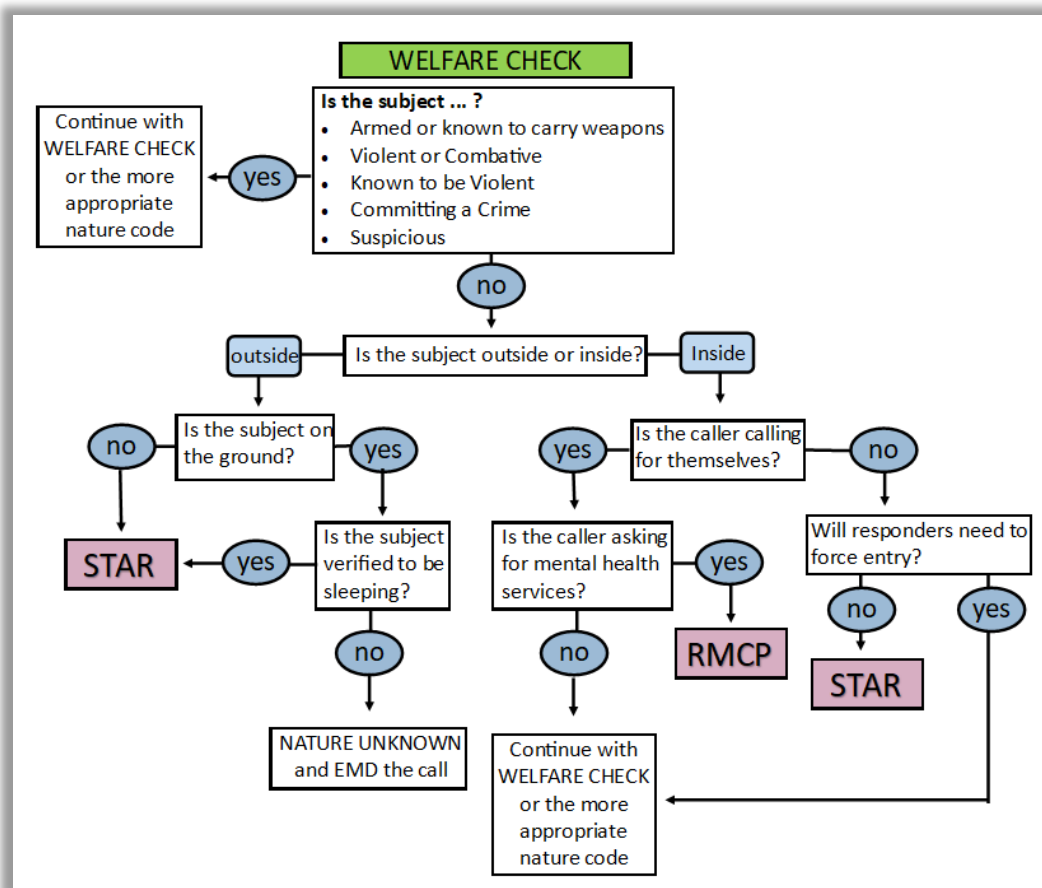 WELFARE CHECK
Is the subject ... ?
• Armed or known to carry weapons
• Violent or Combative
• Known to be Violent
• Committing a Crime
• Suspicious
yes
Continue with
WELFARE CHECK
or the more
appropriate
nature code
no
Is the subject outside or inside?
outside
Inside
Is the subject on
the ground?
no
yes
STAR
Is the subject
verified to be
sleeping?
yes
no
NATURE UNKNOWN
and EMD the call
Is the caller calling
for themselves?
yes
no
Is the caller asking
for mental health
services?
yes
RMCP
no
Continue with
WELFARE CHECK
or the more
appropriate
nature code
Will responders need to
force entry?
no
yes
STAR